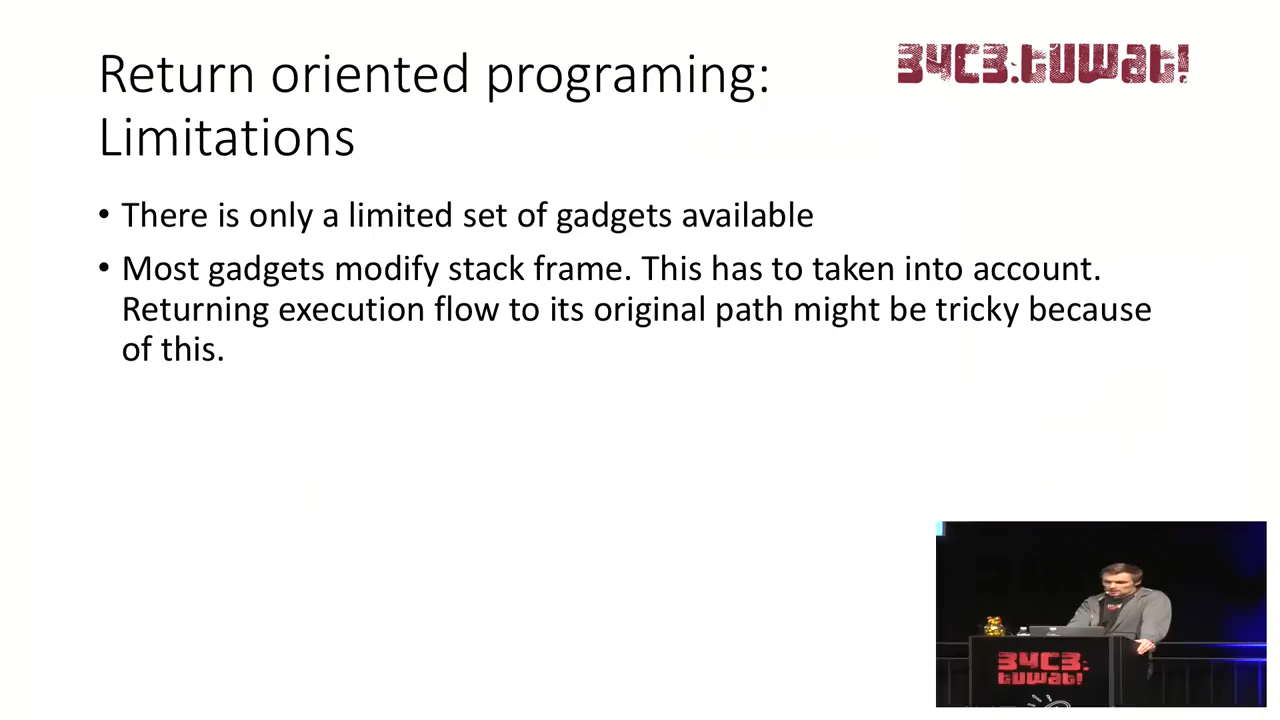 Return oriented programing:
Limitations
34C3.tuwat!
• There is only a limited set of gadgets available
• Most gadgets modify stack frame. This has to taken into account.
Returning execution flow to its original path might be tricky because
of this.
34C3.
tuwat!